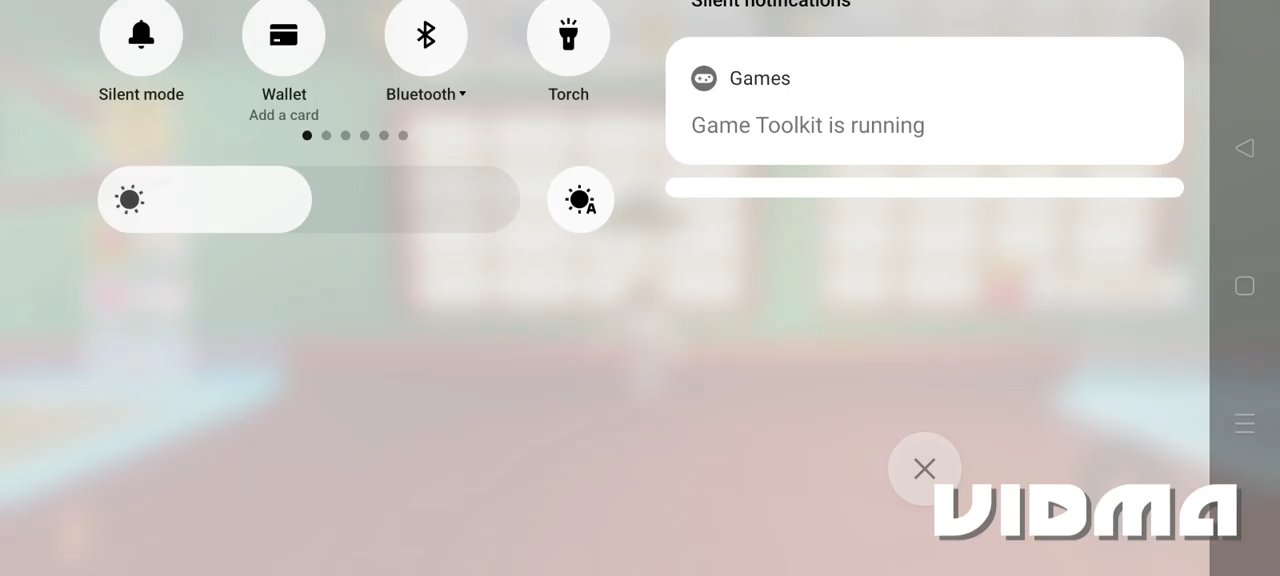 Silent notifications
Silent mode
Wallet
Add a card
Bluetooth
Torch
A
Games
Game Toolkit is running
VIDMA